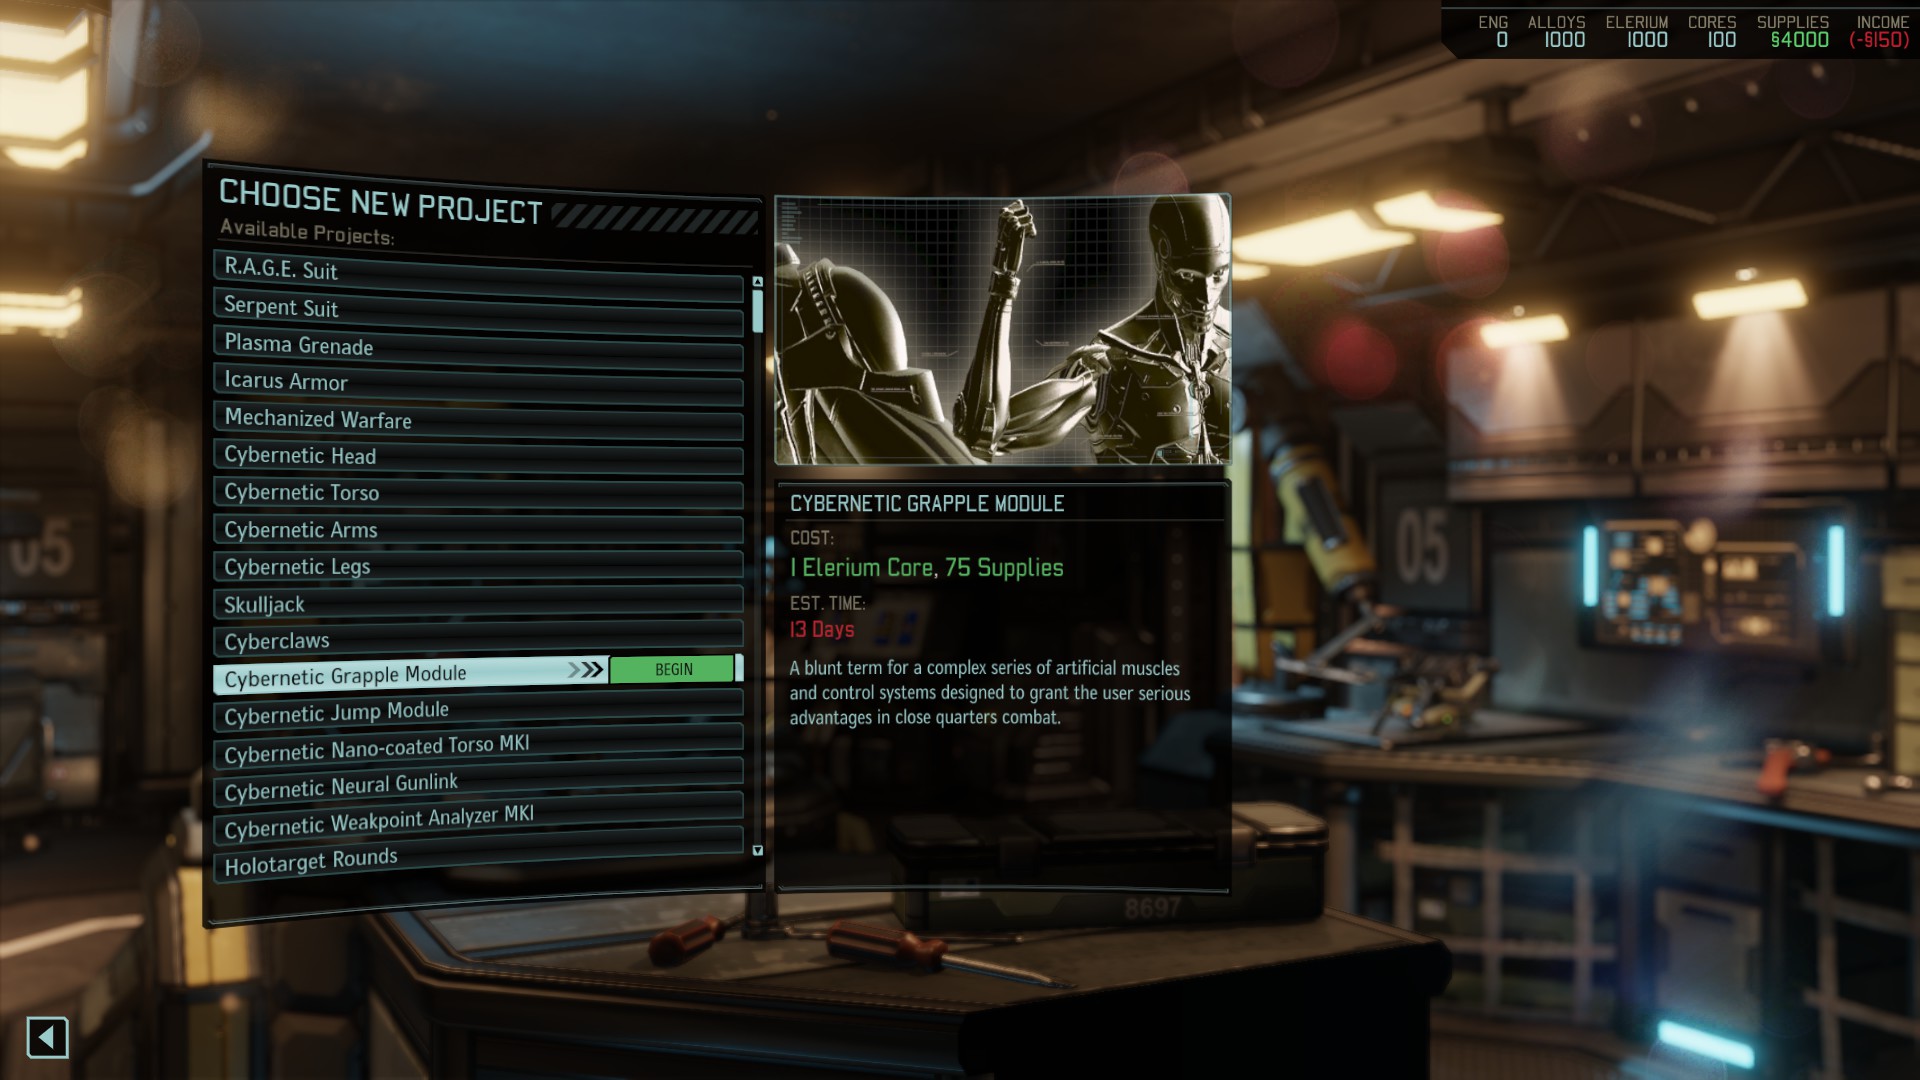 ENG ALLOYS ELERIUM CORES SUPPLIES INCOME
0 1000 1000 100 §4000 (-§150)
CHOOSE NEW PROJECT
Available Projects:
R.A.G.E. Suit
Serpent Suit
Plasma Grenade
Icarus Armor
Mechanized Warfare
Cybernetic Head
Cybernetic Torso
Cybernetic Arms
Cybernetic Legs
Skulljack
Cyberclaws
Cybernetic Grapple Module BEGIN
Cybernetic Jump Module
Cybernetic Nano-coated Torso MK1
Cybernetic Neural Gunlink
Cybernetic Weakpoint Analyzer MK1
Holotarget Rounds
CYBERNETIC GRAPPLE MODULE
COST:
1 Elerium Core, 75 Supplies
EST. TIME:
13 Days
A blunt term for a complex series of artificial muscles
and control systems designed to grant the user serious
advantages in close quarters combat.
05
05
8697